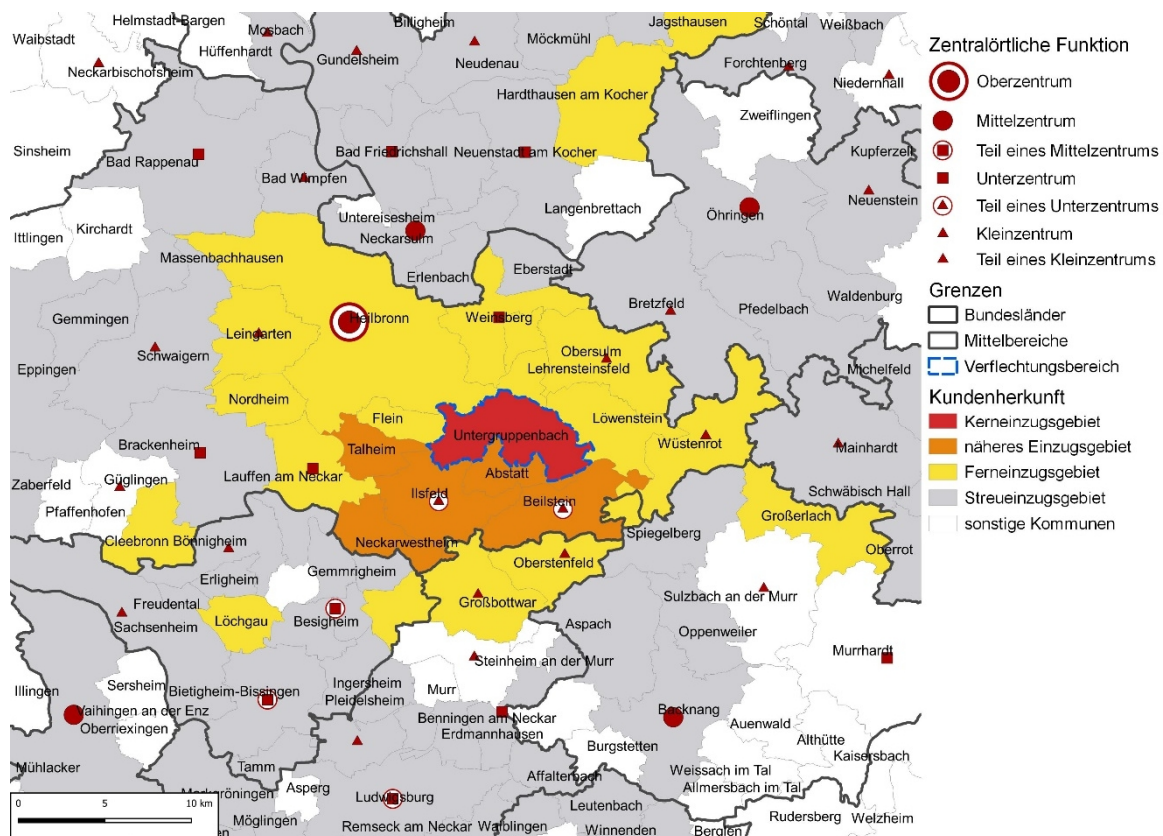 Helmstadt-Bargen
Mosbach
Billigheim
Jagsthausen
Schöntal
Weißbach
Waibstadt
Hüffenhardt
Gundelsheim
Neudenau
Möckmühl
Forchtenberg
Neckarbischofsheim
Niedernhall
Hardthausen am Kocher
Zweiflingen
Sinsheim
Bad Rappenau
Bad Friedrichshall
Neuenstadt am Kocher
Kupferzell
Bad Wimpfen
Neuenstein
Untereisesheim
Langenbrettach
Öhringen
Ittlingen
Kirchardt
Neckarsulm
Massenbachhausen
Erlenbach
Eberstadt
Bretzfeld
Pfedelbach
Waldenburg
Gemmingen
Leingarten
Heilbronn
Weinsberg
Schwaigern
Obersulm
Lehrensteinsfeld
Eppingen
Michelfeld
Nordheim
Flein
Löwenstein
Brackenheim
Talheim
Untergruppenbach
Wüstenrot
Mainhardt
Zaberfeld
Güglingen
Lauffen am Neckar
Abstatt
Pfaffenhofen
Ilsfeld
Beilstein
Schwäbisch Hall
Großerlach
Cleebronn
Bönnigheim
Neckarwestheim
Spiegelberg
Oberrot
Erligheim
Gemmrigheim
Oberstenfeld
Freudental
Sachsenheim
Löchgau
Besigheim
Großbottwar
Sulzbach an der Murr
Aspach
Oppenweiler
Steinheim an der Murr
Murrhardt
Illingen
Sersheim
Bietigheim-Bissingen
Ingersheim
Pleidelsheim
Murr
Vaihingen an der Enz
Oberriexingen
Benningen am Neckar
Erdmannhausen
Backnang
Auenwald
Althütte
Kaisersbach
Burgstetten
Mühlacker
Tamm
Affalterbach
Weissach im Tal
Allmersbach im Tal
Asperg
Ludwigsburg
Leutenbach
Rudersberg
Welzheim
Möglingen
Remseck am Neckar
Waiblingen
Winnenden
Berglen
0 5 10 km
Zentralörtliche Funktion
Oberzentrum
Mittelzentrum
Teil eines Mittelzentrums
Unterzentrum
Teil eines Unterzentrums
Kleinzentrum
Teil eines Kleinzentrums
Grenzen
Bundesländer
Mittelbereiche
Verflechtungsbereich
Kundenherkunft
Kerneinzugsgebiet
näheres Einzugsgebiet
Ferneinzugsgebiet
Streueinzugsgebiet
sonstige Kommunen